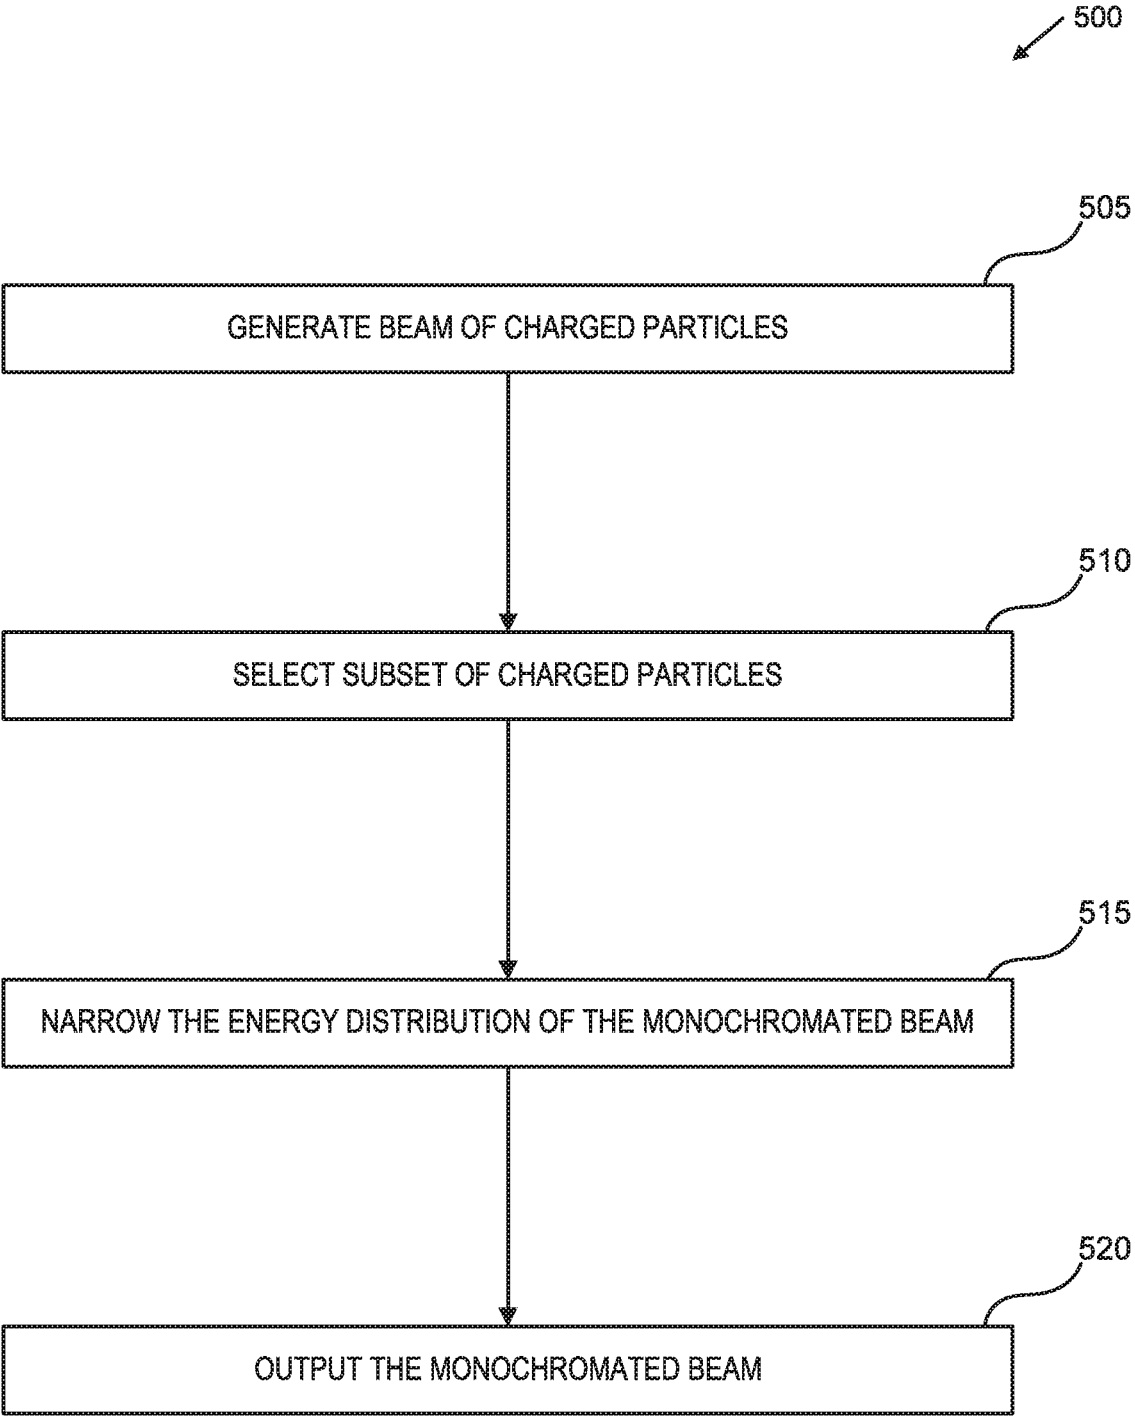 500
505
GENERATE BEAM OF CHARGED PARTICLES
510
SELECT SUBSET OF CHARGED PARTICLES
515
NARROW THE ENERGY DISTRIBUTION OF THE MONOCHROMATED BEAM
520
OUTPUT THE MONOCHROMATED BEAM